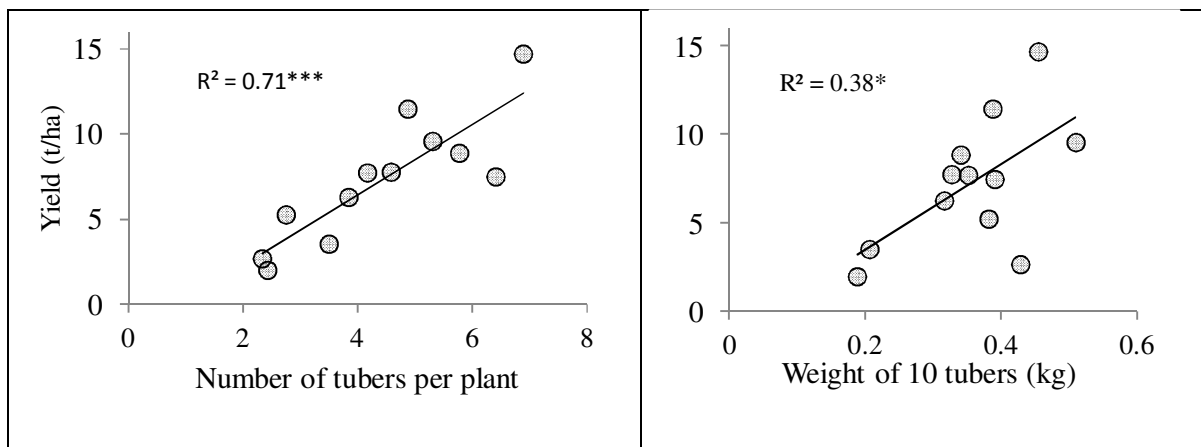 15
R² = 0.71***
10
Yield (t/ha)
5
0
0 2 4 6 8
Number of tubers per plant
15
R² = 0.38*
10
5
0
0 0.2 0.4 0.6
Weight of 10 tubers (kg)